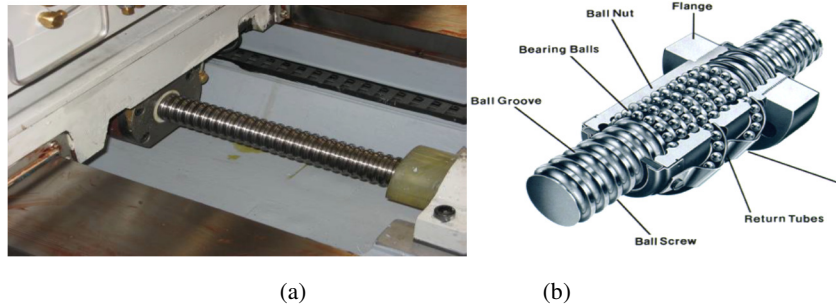 Flange
Ball Nut
Bearing Balls
Ball Groove
Return Tubes
Ball Screw
(a)
(b)